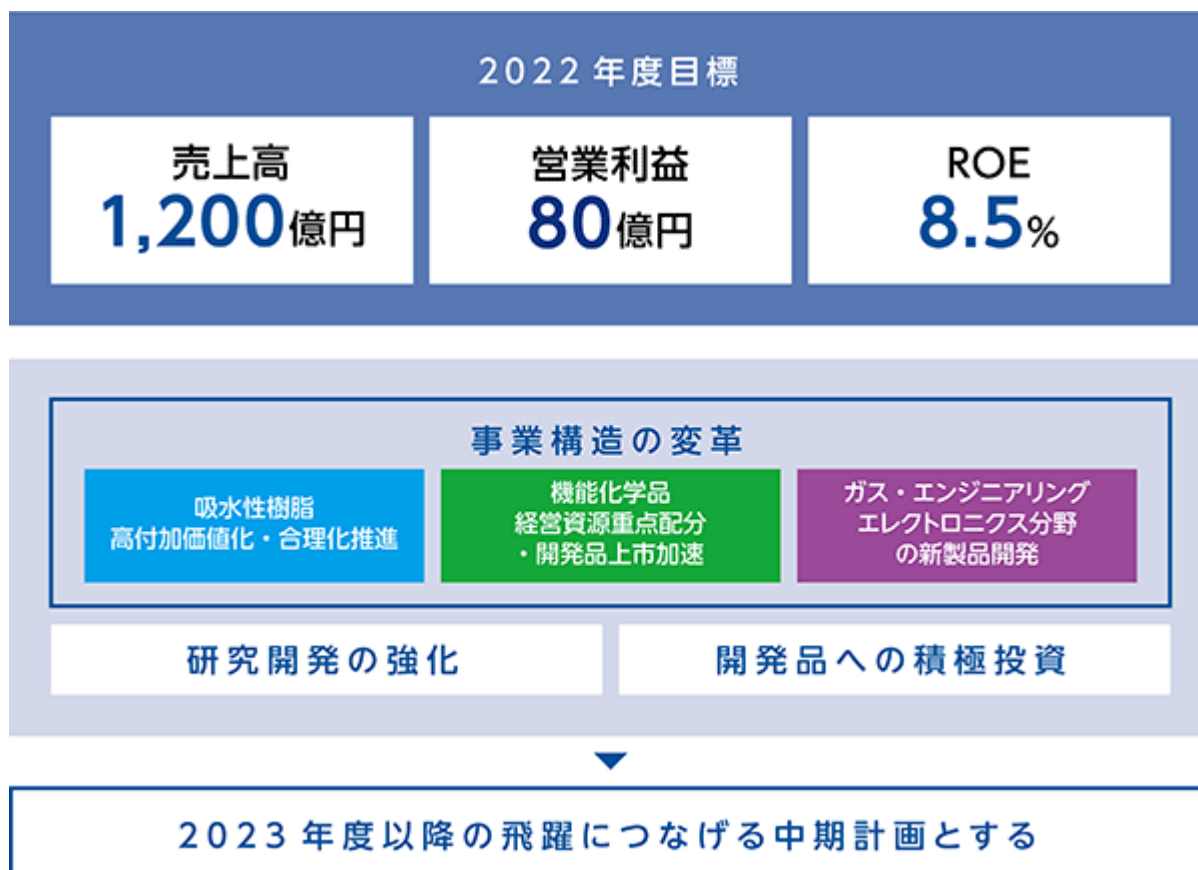 2022年度目標
売上高
1,200億円
営業利益
80億円
ROE
8.5%
事業構造の変革
吸水性樹脂
高付加価値化・合理化推進
機能化学品
経営資源重点配分
・開発品上市加速
ガス・エンジニアリング
エレクトロニクス分野
の新製品開発
研究開発の強化
開発品への積極投資
2023年度以降の飛躍につなげる中期計画とする